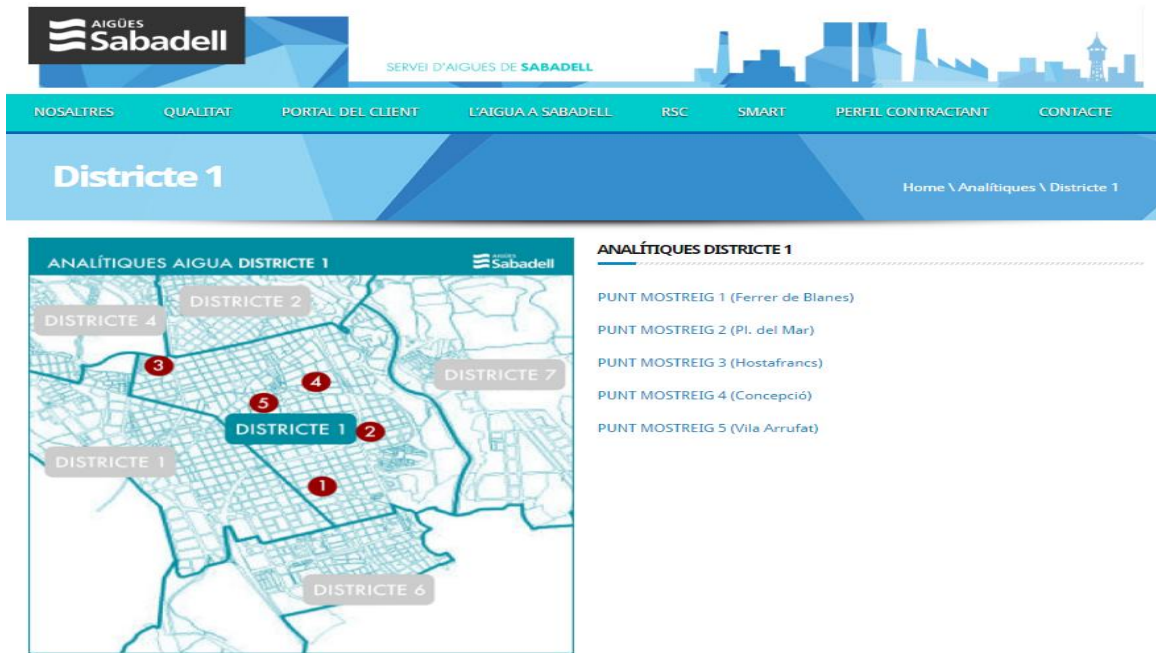 AIGÜES
Sabadell
SERVEI D'AIGUES DE SABADELL
NOSALTRES QUALITAT PORTAL DEL CLIENT L'AIGUA A SABADELL RSC SMART PERFIL CONTRACTANT CONTACTE
Districte 1
Home \ Analítiques \ Districte 1
ANALÍTIQUES AIGUA DISTRICTE 1
AIGÜES
Sabadell
DISTRICTE 2
DISTRICTE 4
3
4
DISTRICTE 7
5
DISTRICTE 1
2
DISTRICTE 1
1
DISTRICTE 6
ANALÍTIQUES DISTRICTE 1
PUNT MOSTREIG 1 (Ferrer de Blanes)
PUNT MOSTREIG 2 (Pl. del Mar)
PUNT MOSTREIG 3 (Hostafrancs)
PUNT MOSTREIG 4 (Concepció)
PUNT MOSTREIG 5 (Vila Arrufat)